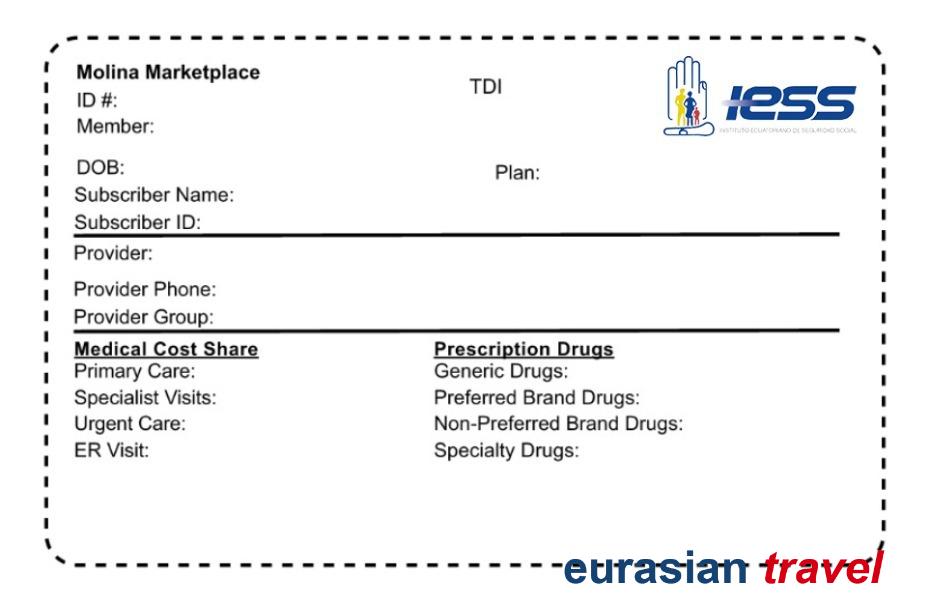 Molina Marketplace
TDI
IESS
ID #:
INSTITUTO ECUATORIANO DE SEGURIDAD SOCIAL
Member:
DOB:
Plan:
Subscriber Name:
Subscriber ID:
Provider:
Provider Phone:
Provider Group:
Medical Cost Share
Primary Care:
Specialist Visits:
Urgent Care:
ER Visit:
Prescription Drugs
Generic Drugs:
Preferred Brand Drugs:
Non-Preferred Brand Drugs:
Specialty Drugs:
eurasian travel